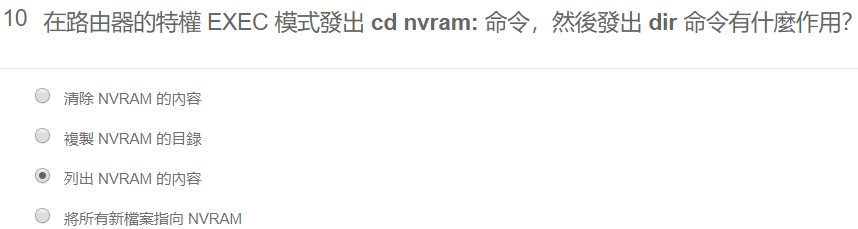 10 在路由器的特權 EXEC 模式發出 cd nvram: 命令，然後發出 dir 命令有什麼作用?
清除 NVRAM 的內容
複製 NVRAM 的目錄
列出 NVRAM 的內容
將所有新檔案指向 NVRAM